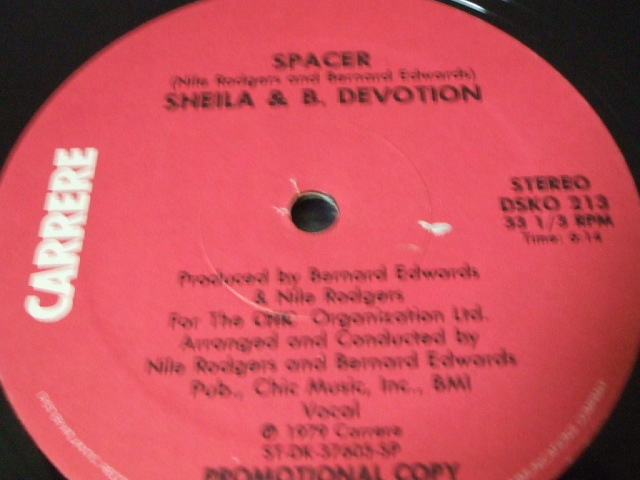 SPACER
(Nile Rodgers and Bernard Edwards)
SHEILA & B. DEVOTION
CARRERE
STEREO
DSKO 213
33 1/3 RPM
Time: 6:14
Produced by Bernard Edwards
& Nile Rodgers
For The CHIC Organization Ltd.
Arranged and Conducted by
Nile Rodgers and Bernard Edwards
Pub., Chic Music, Inc., BMI
Vocal
℗ 1979 Carrere
ST-DK-37605-SP
PROMOTIONAL COPY